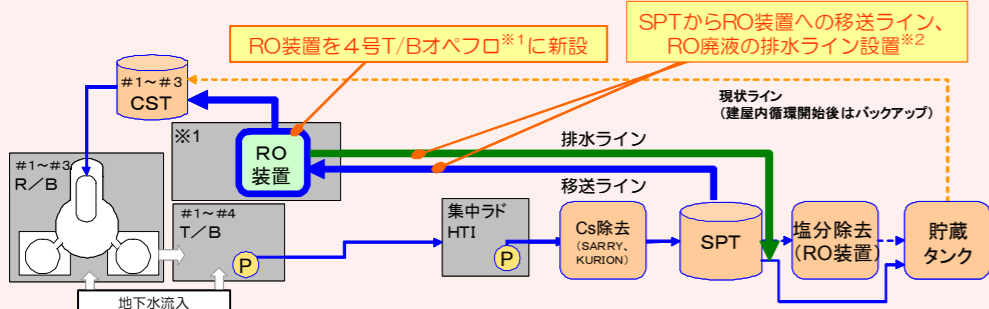 RO装置を４号T/Bオペフロ※1に新設
SPTからRO装置への移送ライン、
RO廃液の排水ライン設置※2
#1～#3
CST
現状ライン
(建屋内循環開始後はバックアップ)
※1
RO
装置
排水ライン
移送ライン
#1～#3
R／B
#1～#4
T／B
P
集中ラド
HTI
P
Cs除去
(SARRY、
KURION)
SPT
塩分除去
(RO装置)
貯蔵
タンク
地下水流入